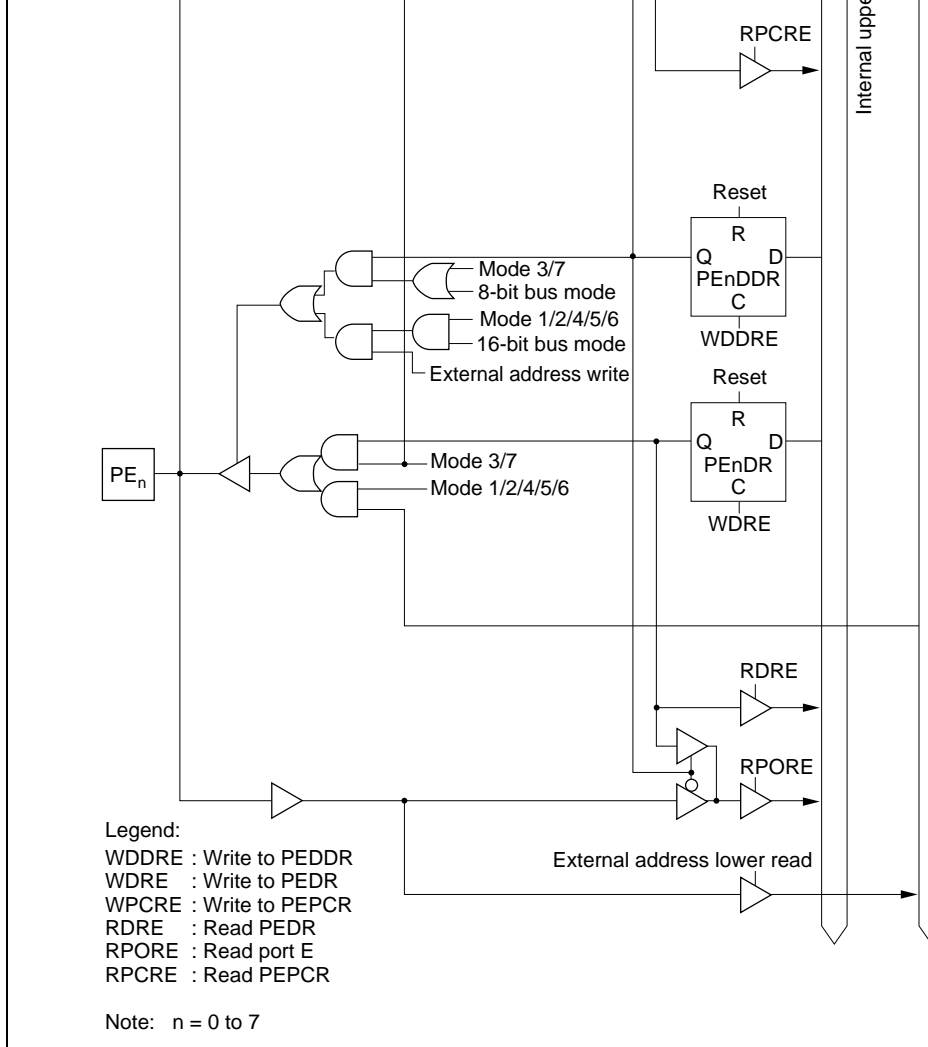 RPCRE
Internal
Reset
R
Q D
PEnDDR
C
WDDRE
Mode 3/7
8-bit bus mode
Mode 1/2/4/5/6
16-bit bus mode
External address write
Reset
R
Q D
PEnDR
C
WDRE
PEn
Mode 3/7
Mode 1/2/4/5/6
RDRE
RPORE
External address lower read
Legend:
WDDRE : Write to PEDDR
WDRE : Write to PEDR
WPCRE : Write to PEPCR
RDRE : Read PEDR
RPORE : Read port E
RPCRE : Read PEPCR
Note: n = 0 to 7